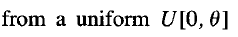 from a uniform U[0, θ]